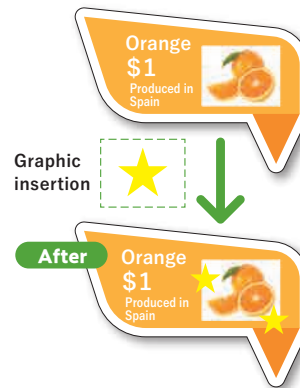 Orange
$1
Produced in
Spain
Graphic
insertion
After
Orange
$1
Produced in
Spain